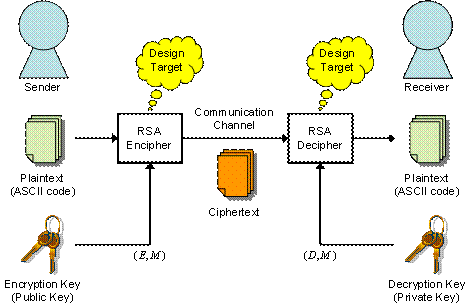 Design
Target
Design
Target
Sender
Receiver
Communication
Channel
RSA
Encipher
RSA
Decipher
Plaintext
(ASCII code)
Ciphertext
Plaintext
(ASCII code)
(E,M)
(D,M)
Encryption Key
(Public Key)
Decryption Key
(Private Key)